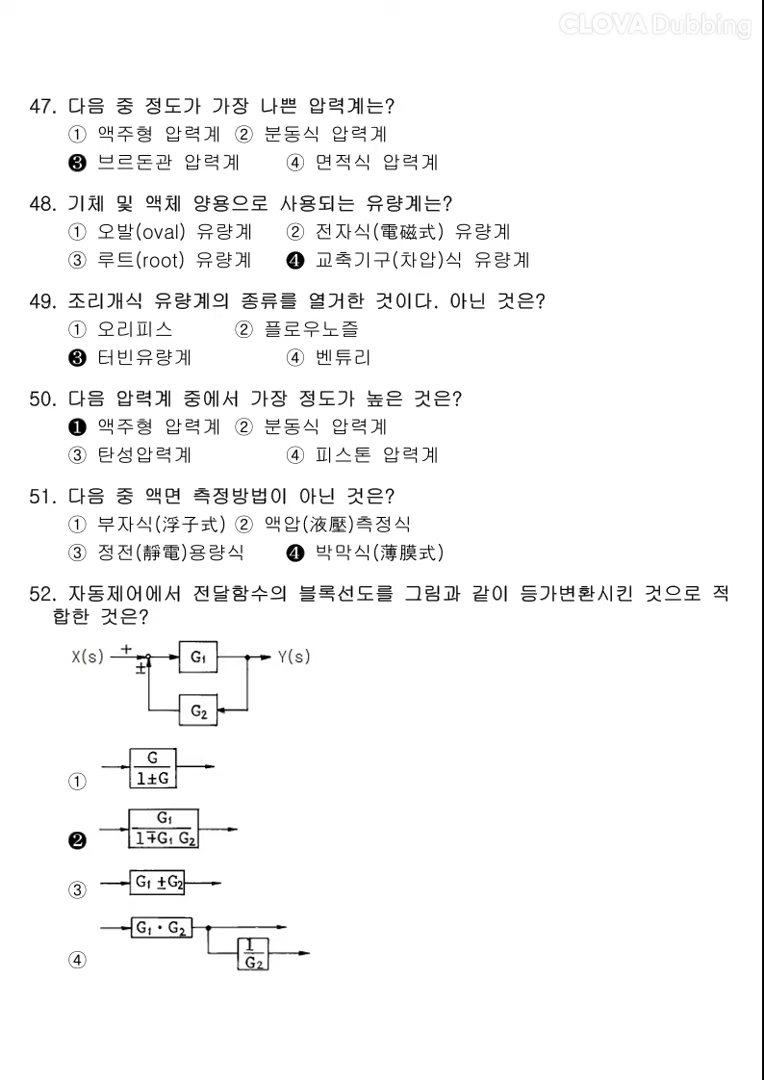 CLOVA Dubbing
47. 다음 중 정도가 가장 나쁜 압력계는?
① 액주형 압력계 ② 분동식 압력계
❸ 브르돈관 압력계 ④ 면적식 압력계
48. 기체 및 액체 양용으로 사용되는 유량계는?
① 오발(oval) 유량계 ② 전자식(電磁式) 유량계
③ 루트(root) 유량계 ❹ 교축기구(차압)식 유량계
49. 조리개식 유량계의 종류를 열거한 것이다. 아닌 것은?
① 오리피스 ② 플로우노즐
❸ 터빈유량계 ④ 벤튜리
50. 다음 압력계 중에서 가장 정도가 높은 것은?
❶ 액주형 압력계 ② 분동식 압력계
③ 탄성압력계 ④ 피스톤 압력계
51. 다음 중 액면 측정방법이 아닌 것은?
① 부자식(浮子式) ② 액압(液壓)측정식
③ 정전(靜電)용량식 ❹ 박막식(薄膜式)
52. 자동제어에서 전달함수의 블록선도를 그림과 같이 등가변환시킨 것으로 적
합한 것은?
X(s) + ± G₁ Y(s)
G₂
① G / 1±G
❷ G₁ / 1∓G₁ G₂
③ G₁ ±G₂
④ G₁ · G₂
1 / G₂